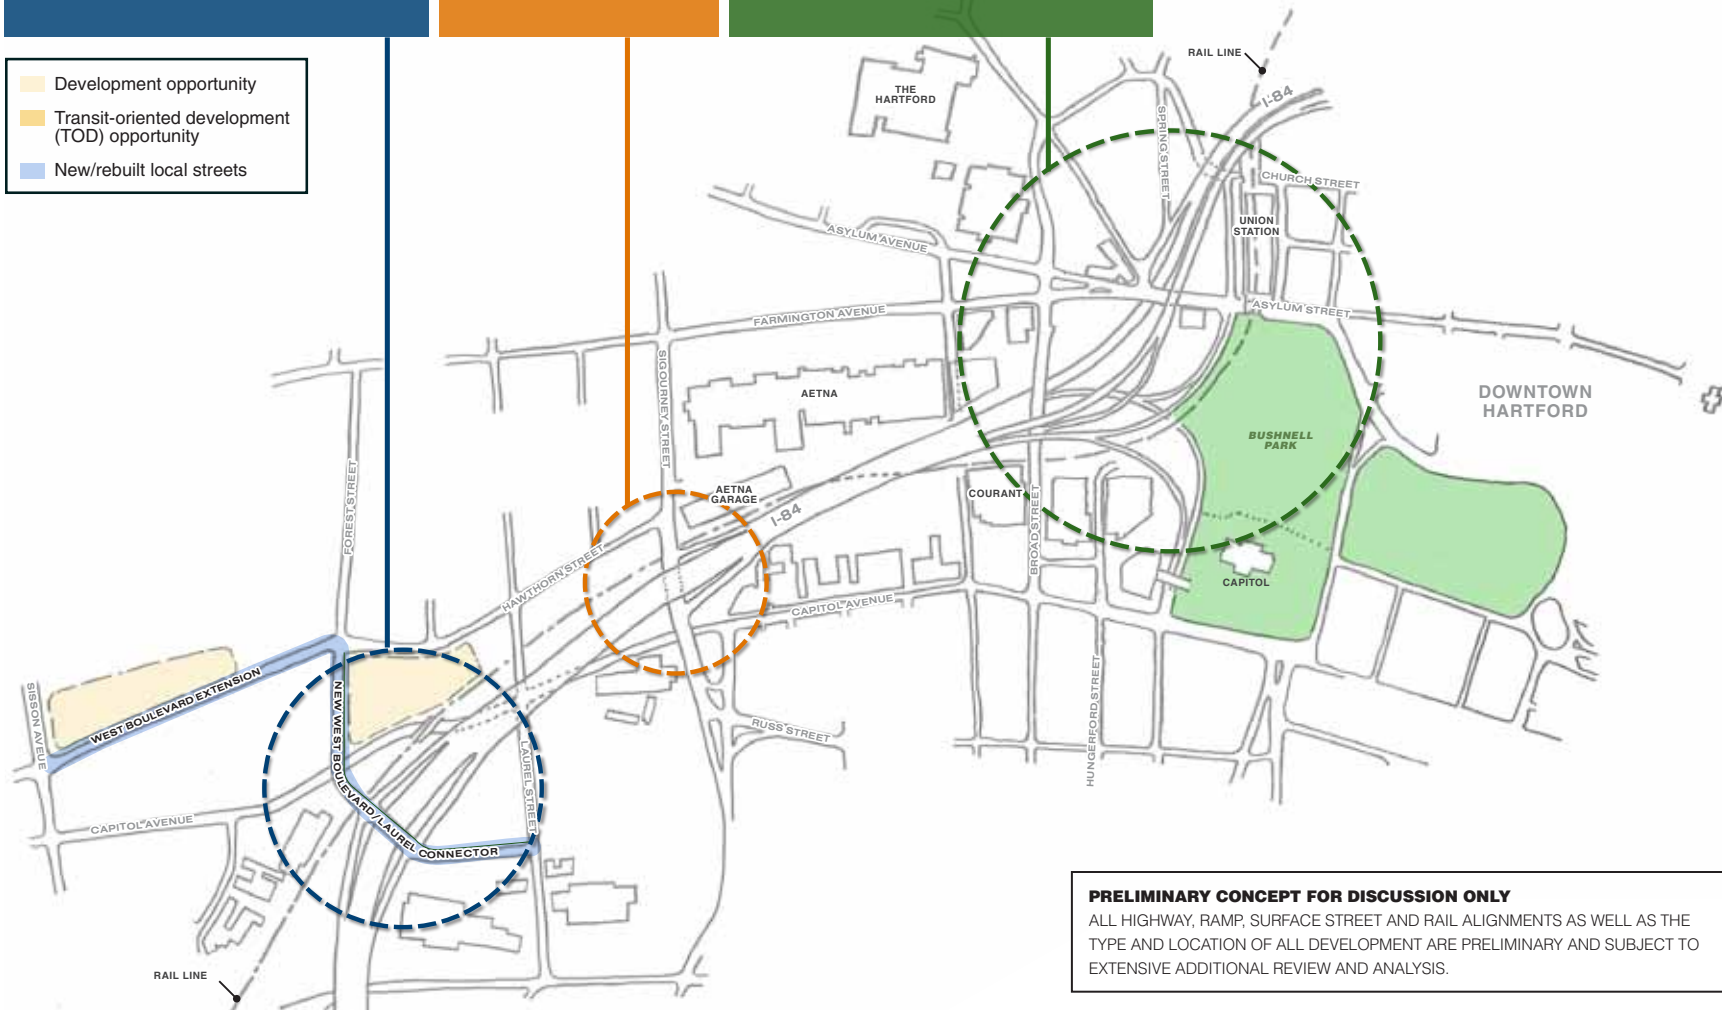 Development opportunity
Transit-oriented development
(TOD) opportunity
New/rebuilt local streets
RAIL LINE
I-84
THE
HARTFORD
SPRING STREET
CHURCH STREET
UNION
STATION
ASYLUM AVENUE
ASYLUM STREET
FARMINGTON AVENUE
SIGOURNEY STREET
AETNA
DOWNTOWN
HARTFORD
BUSHNELL
PARK
FOREST STREET
AETNA
GARAGE
I-84
COURANT
BROAD STREET
HAWTHORN STREET
CAPITOL
CAPITOL AVENUE
HUNGERFORD STREET
SISSON AVEUE
WEST BOULEVARD EXTENSION
NEW WEST BOULEVARD/LAUREL CONNECTOR
LAUREL STREET
RUSS STREET
CAPITOL AVENUE
RAIL LINE
PRELIMINARY CONCEPT FOR DISCUSSION ONLY
ALL HIGHWAY, RAMP, SURFACE STREET AND RAIL ALIGNMENTS AS WELL AS THE
TYPE AND LOCATION OF ALL DEVELOPMENT ARE PRELIMINARY AND SUBJECT TO
EXTENSIVE ADDITIONAL REVIEW AND ANALYSIS.